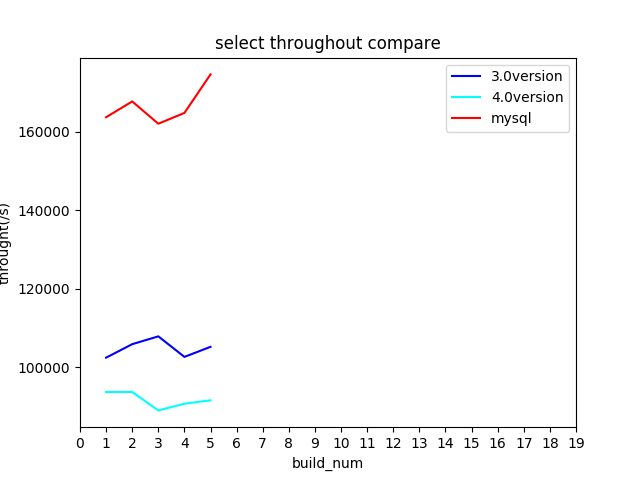 select throughout compare
3.0version
4.0version
mysql
throught(/s)
160000
140000
120000
100000
0 1 2 3 4 5 6 7 8 9 10 11 12 13 14 15 16 17 18 19
build_num